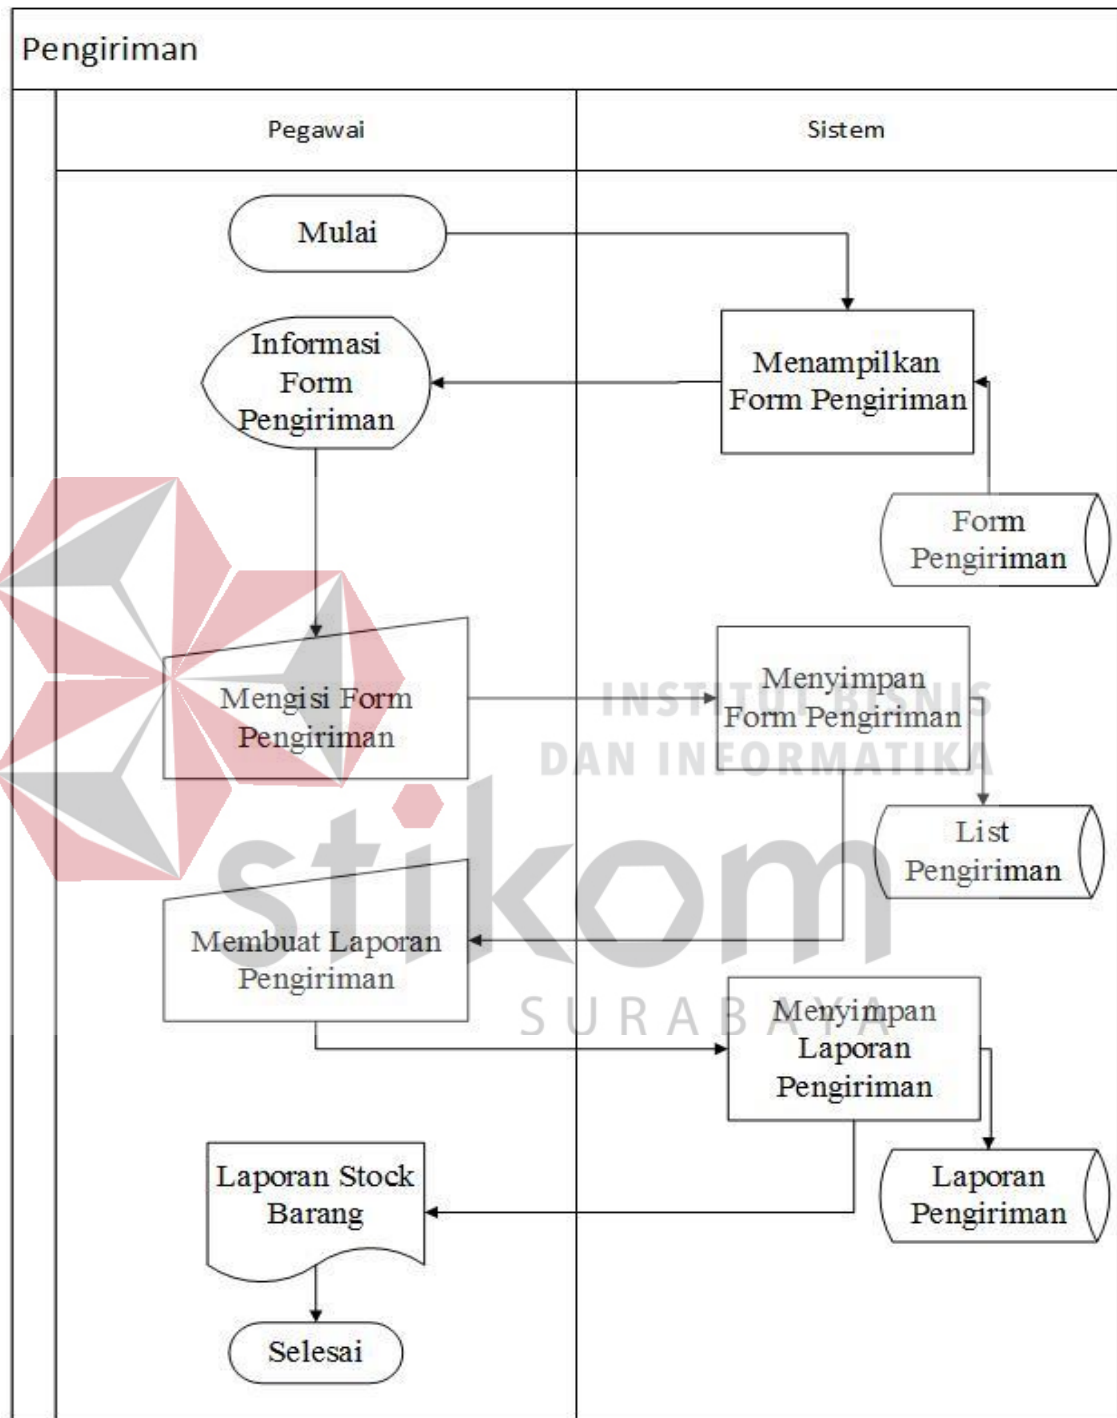 Pengiriman
Pegawai
Sistem
Mulai
Informasi
Form
Pengiriman
Menampilkan
Form Pengiriman
Form
Pengiriman
Mengisi Form
Pengiriman
Menyimpan
Form Pengiriman
INSTITUT BISNIS
DAN INFORMATIKA
List
Pengiriman
stikom
SURABAYA
Membuat Laporan
Pengiriman
Menyimpan
Laporan
Pengiriman
Laporan Stock
Barang
Laporan
Pengiriman
Selesai